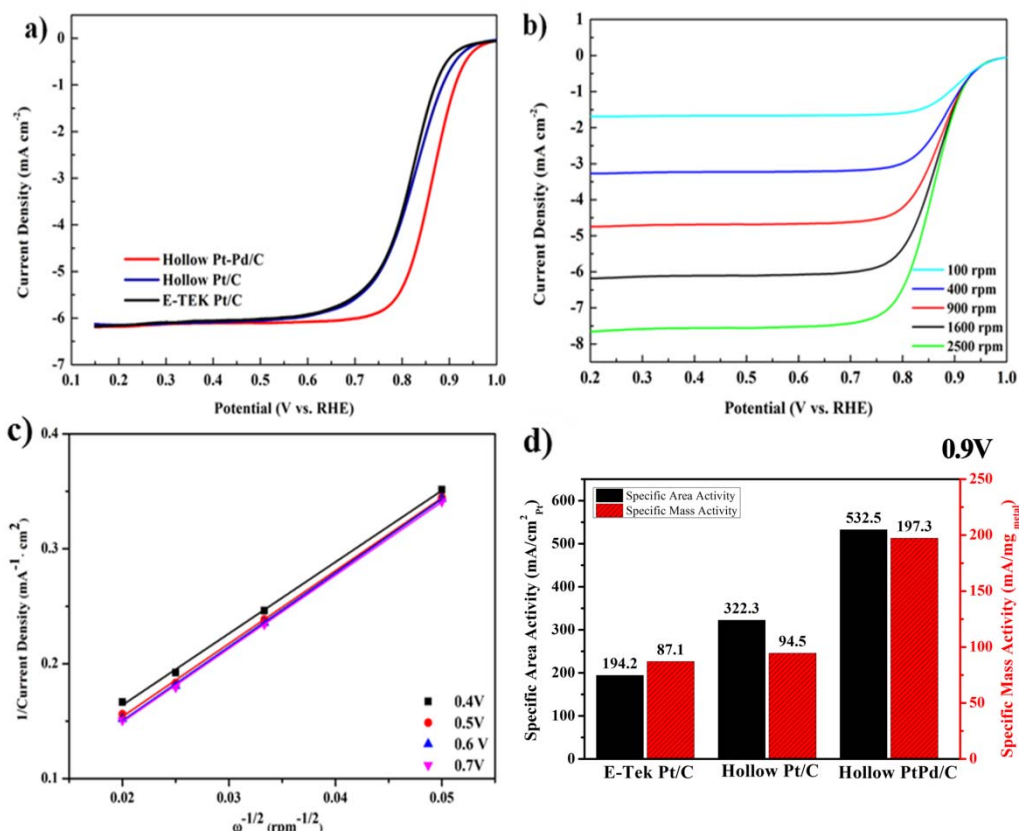 a)
0
-1
-2
-3
-4
-5
-6
-7
Current Density (mA cm-2)
Hollow Pt-Pd/C
Hollow Pt/C
E-TEK Pt/C
0.1 0.2 0.3 0.4 0.5 0.6 0.7 0.8 0.9 1.0
Potential (V vs. RHE)
b)
1
0
-1
-2
-3
-4
-5
-6
-7
-8
Current Density (mA cm-2)
100 rpm
400 rpm
900 rpm
1600 rpm
2500 rpm
0.2 0.3 0.4 0.5 0.6 0.7 0.8 0.9 1.0
Potential (V vs. RHE)
c)
0.4
0.3
0.2
0.1
1/Current Density (mA-1· cm2)
0.4V
0.5V
0.6 V
0.7V
0.02 0.03 0.04 0.05
φ-1/2 (rpm-1/2)
d)
0.9V
600
500
400
300
200
100
0
Specific Area Activity (mA/cm2Pt)
Specific Area Activity
Specific Mass Activity
194.2
87.1
322.3
94.5
532.5
197.3
E-Tek Pt/C Hollow Pt/C Hollow PtPd/C
250
200
150
100
50
0
Specific Mass Activity (mA/mg metal)